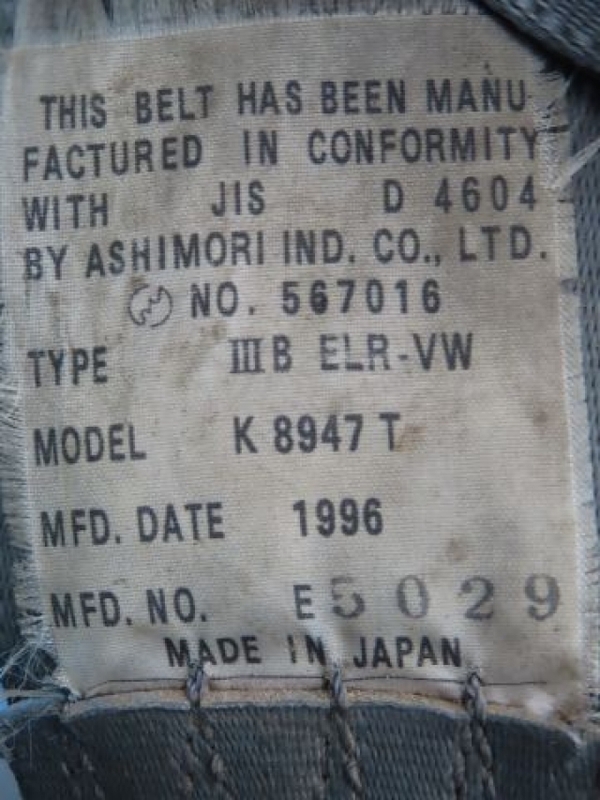 THIS BELT HAS BEEN MANU-
FACTURED IN CONFORMITY
WITH JIS D 4604
BY ASHIMORI IND. CO., LTD.
NO. 567016
TYPE IIIB ELR-VW
MODEL K 8947 T
MFD. DATE 1996
MFD. NO. E 5029
MADE IN JAPAN